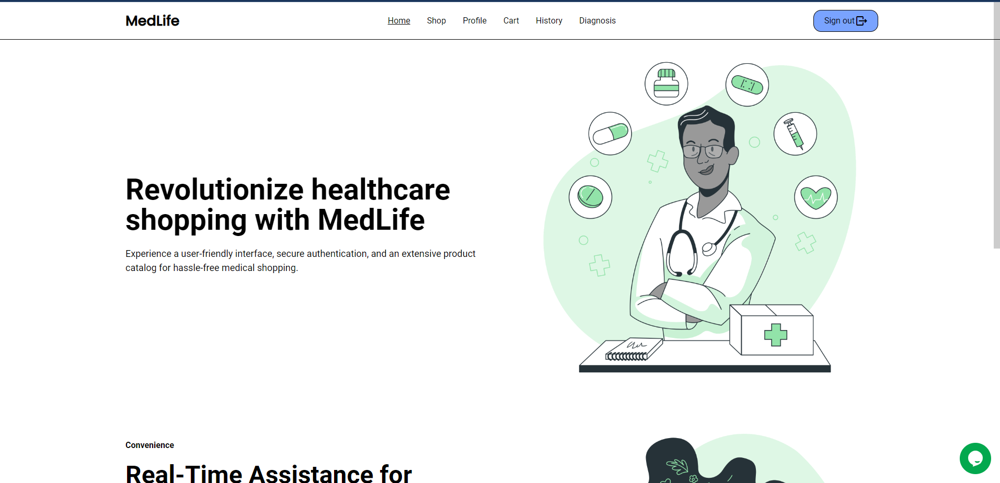 MedLife
Home Shop Profile Cart History Diagnosis
Sign out
Revolutionize healthcare
shopping with MedLife
Experience a user-friendly interface, secure authentication, and an extensive product
catalog for hassle-free medical shopping.
Convenience
Real-Time Assistance for